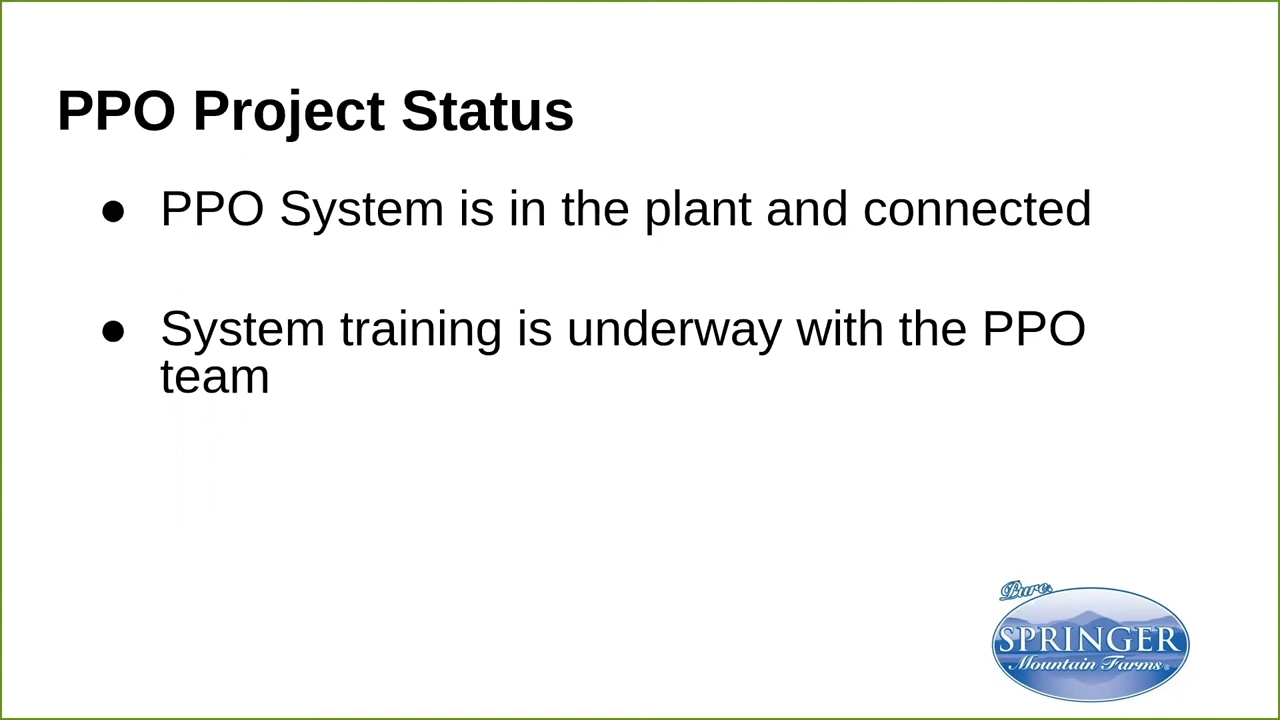 PPO Project Status
● PPO System is in the plant and connected
● System training is underway with the PPO
team
Pure
SPRINGER
Mountain Farms®